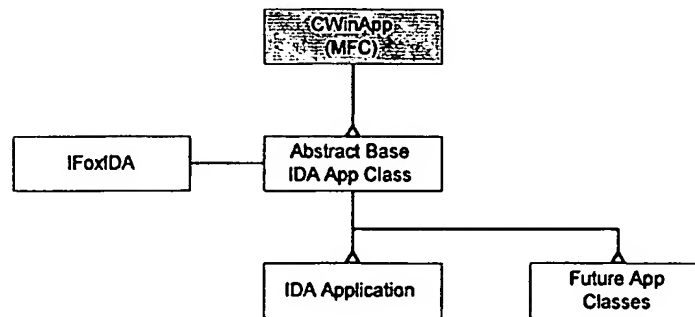 CWinApp
(MFC)
IFoxIDA
Abstract Base
IDA App Class
IDA Application
Future App
Classes